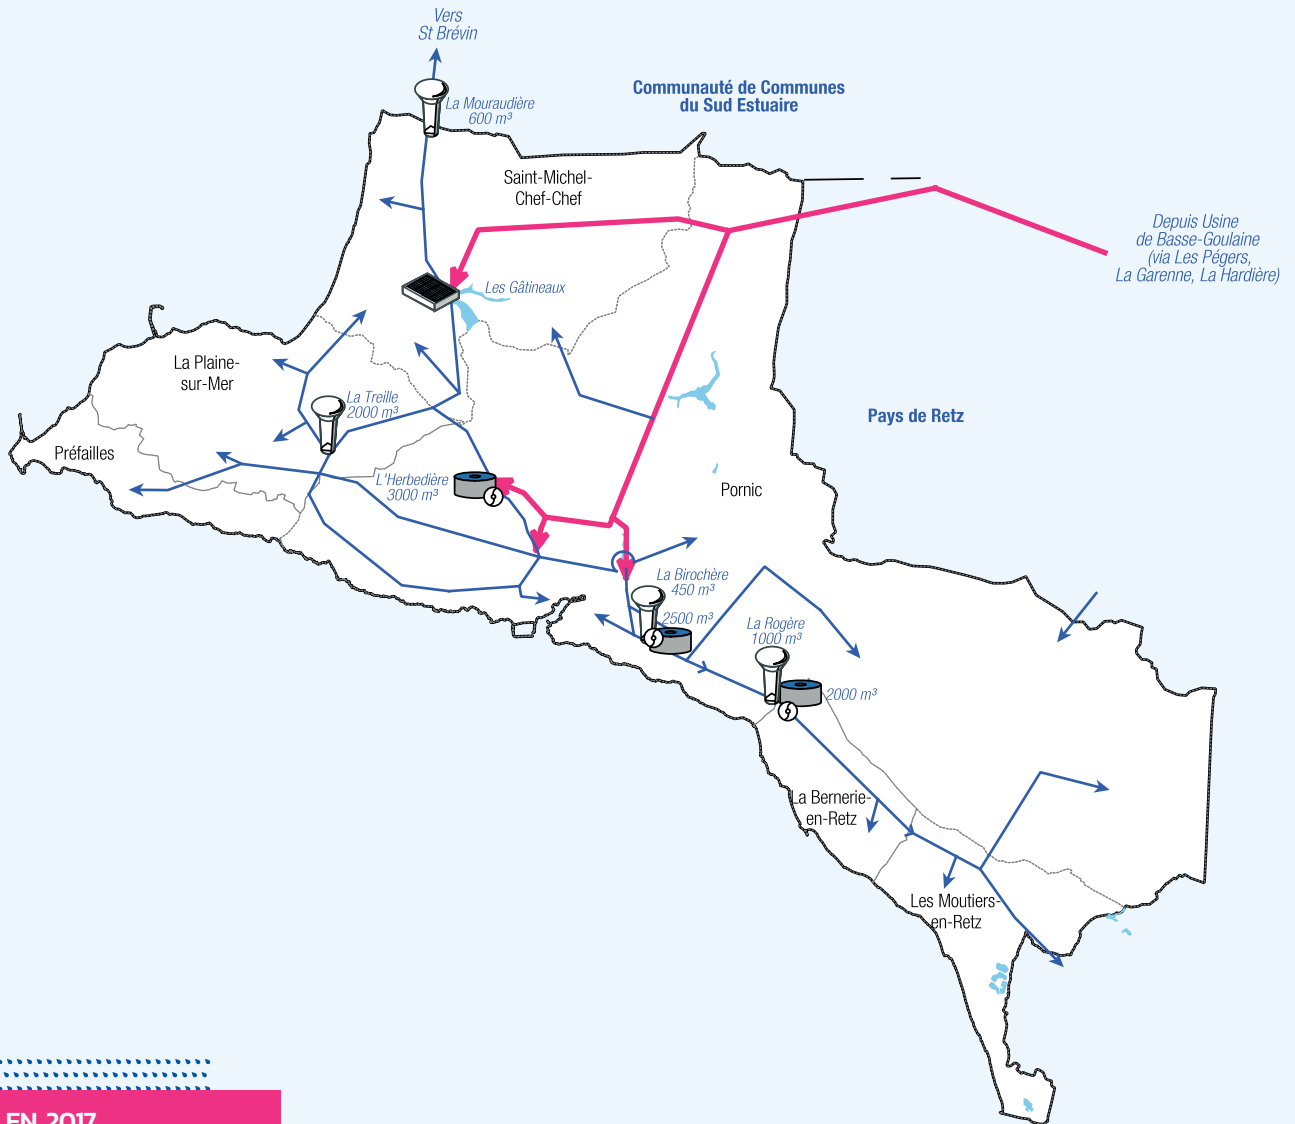 Vers
St Brévin
La Mouraudière
600 m³
Communauté de Communes
du Sud Estuaire
Saint-Michel-
Chef-Chef
Depuis Usine
de Basse-Goulaine
(via Les Pégers,
La Garenne, La Hardière)
Les Gâtineaux
La Plaine-
sur-Mer
La Treille
2000 m³
Pays de Retz
Préfailles
L'Herbedière
3000 m³
Pornic
La Birochère
450 m³
2500 m³
La Rogère
1000 m³
2000 m³
La Bernerie-
en-Retz
Les Moutiers-
en-Retz
EN 2017